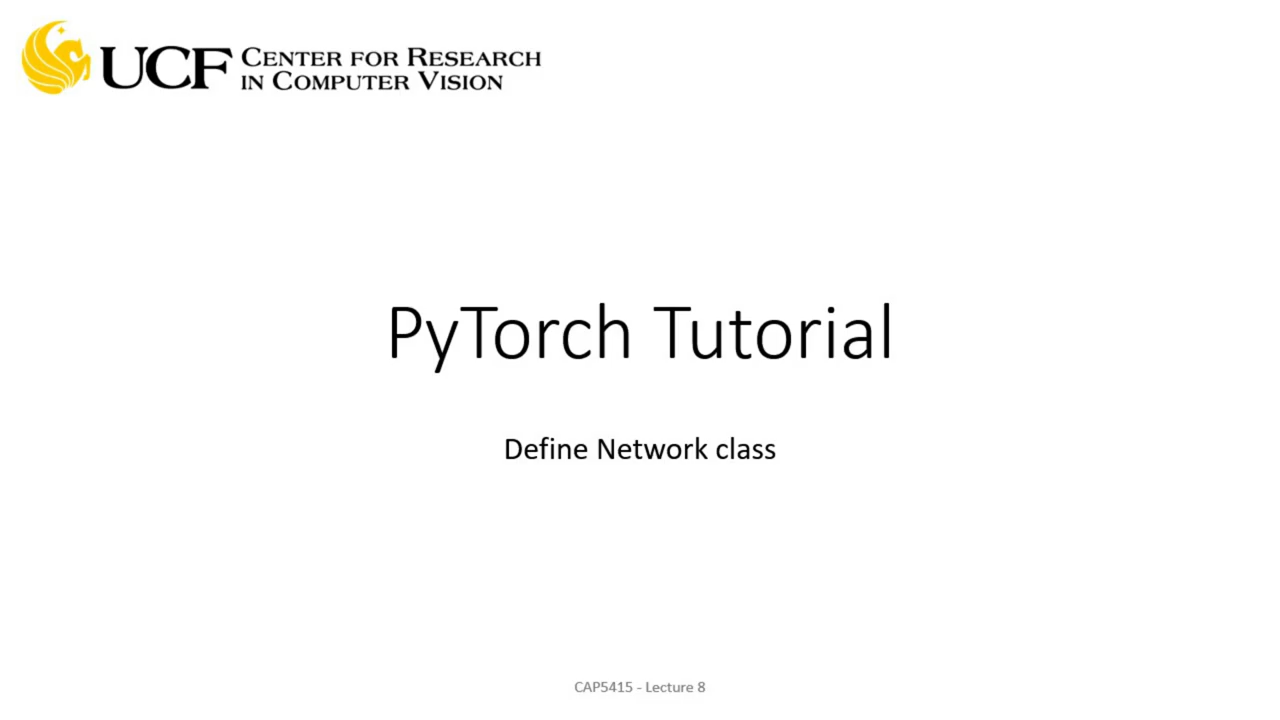 UCF CENTER FOR RESEARCH
IN COMPUTER VISION
PyTorch Tutorial
Define Network class
CAP5415 - Lecture 8